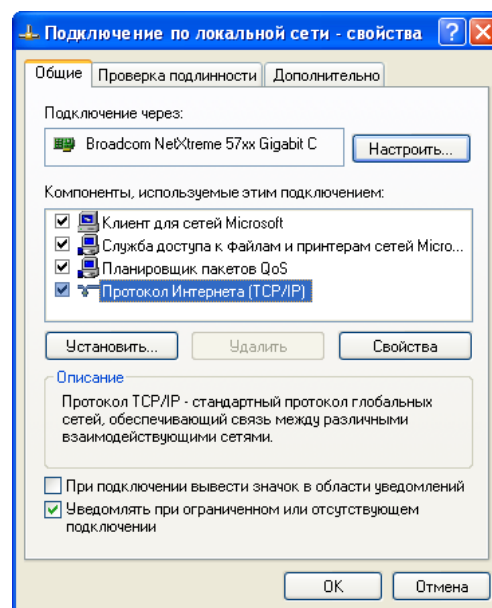 Подключение по локальной сети - свойства
Общие
Проверка подлинности
Дополнительно
Подключение через:
Broadcom NetXtreme 57xx Gigabit C
Настроить...
Компоненты, используемые этим подключением:
Клиент для сетей Microsoft
Служба доступа к файлам и принтерам сетей Micro...
Планировщик пакетов QoS
Протокол Интернета (TCP/IP)
Установить...
Удалить
Свойства
Описание
Протокол TCP/IP - стандартный протокол глобальных
сетей, обеспечивающий связь между различными
взаимодействующими сетями.
При подключении вывести значок в области уведомлений
Уведомлять при ограниченном или отсутствующем
подключении
OK
Отмена